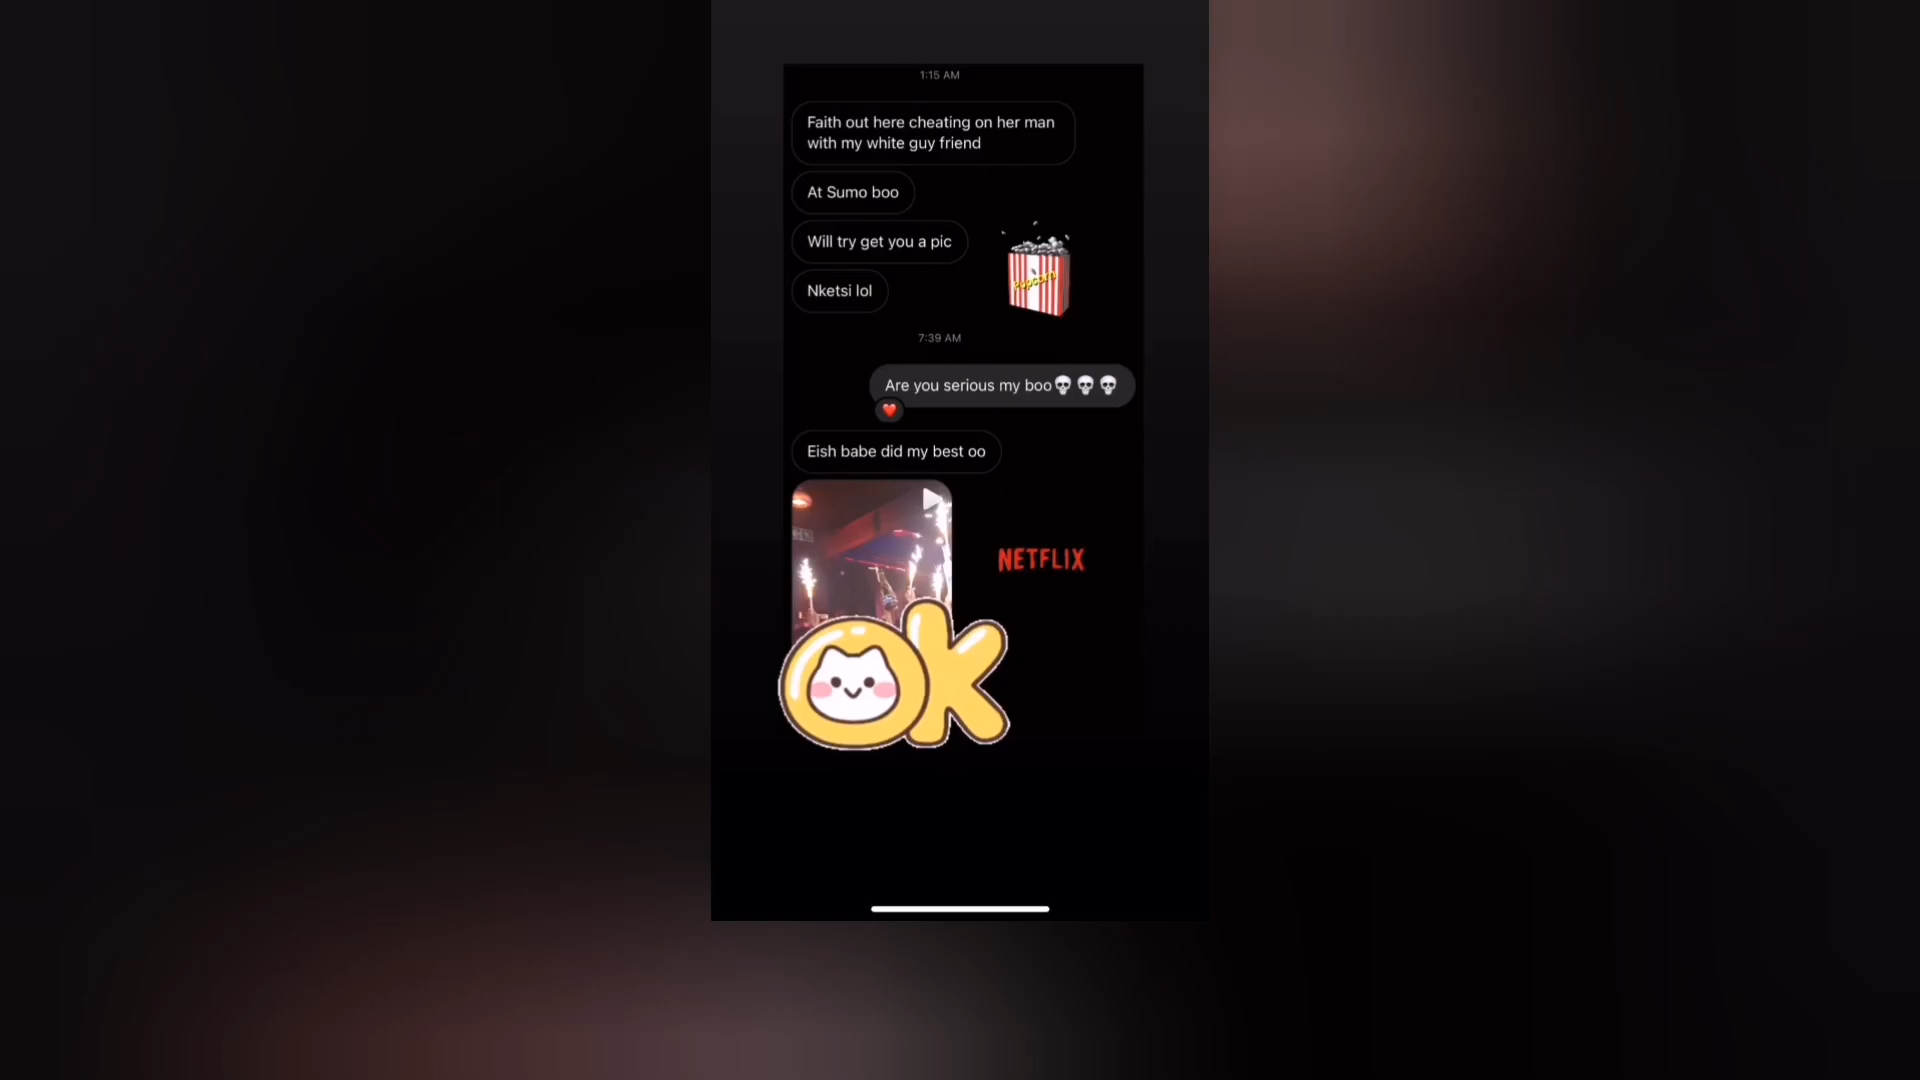 1:15 AM
Faith out here cheating on her man
with my white guy friend
At Sumo boo
Will try get you a pic
Popcorn
Nketsi lol
7:39 AM
Are you serious my boo💀💀💀
Eish babe did my best oo
NETFLIX
OK